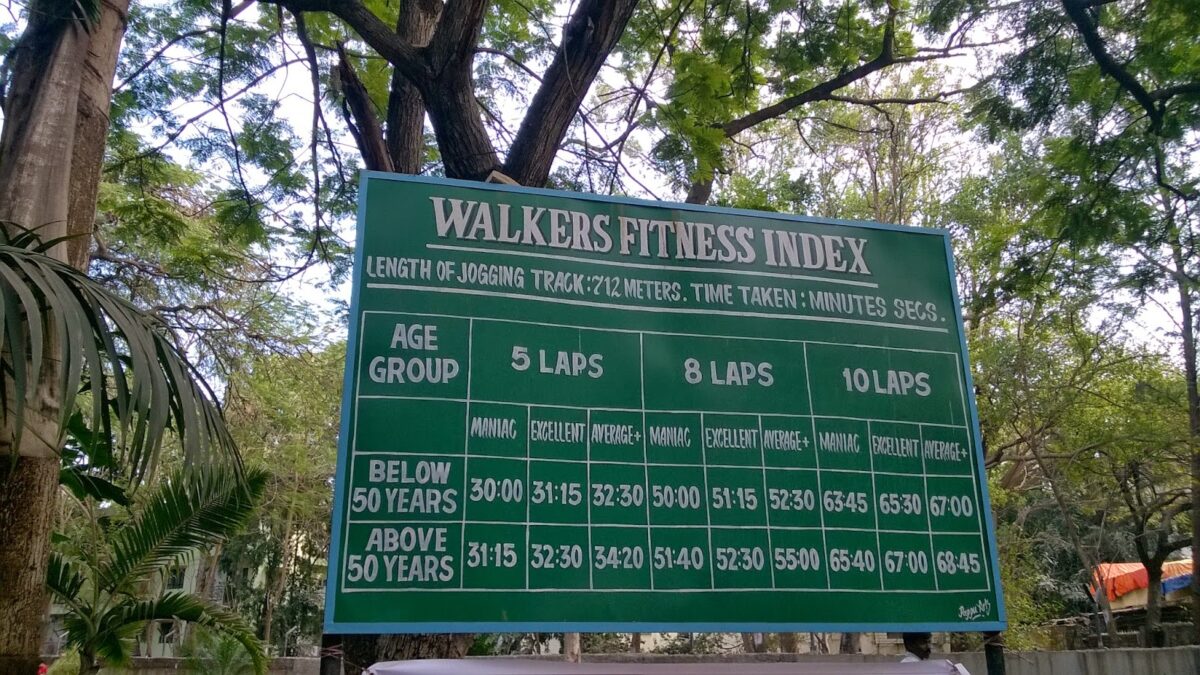 WALKERS FITNESS INDEX
LENGTH OF JOGGING TRACK:712 METERS. TIME TAKEN: MINUTES SECS.
AGE GROUP 5 LAPS 8 LAPS 10 LAPS
MANIAC EXCELLENT AVERAGE+ MANIAC EXCELLENT AVERAGE+ MANIAC EXCELLENT AVERAGE+
BELOW 50 YEARS 30:00 31:15 32:30 50:00 51:15 52:30 63:45 65:30 67:00
ABOVE 50 YEARS 31:15 32:30 34:20 51:40 52:30 55:00 65:40 67:00 68:45